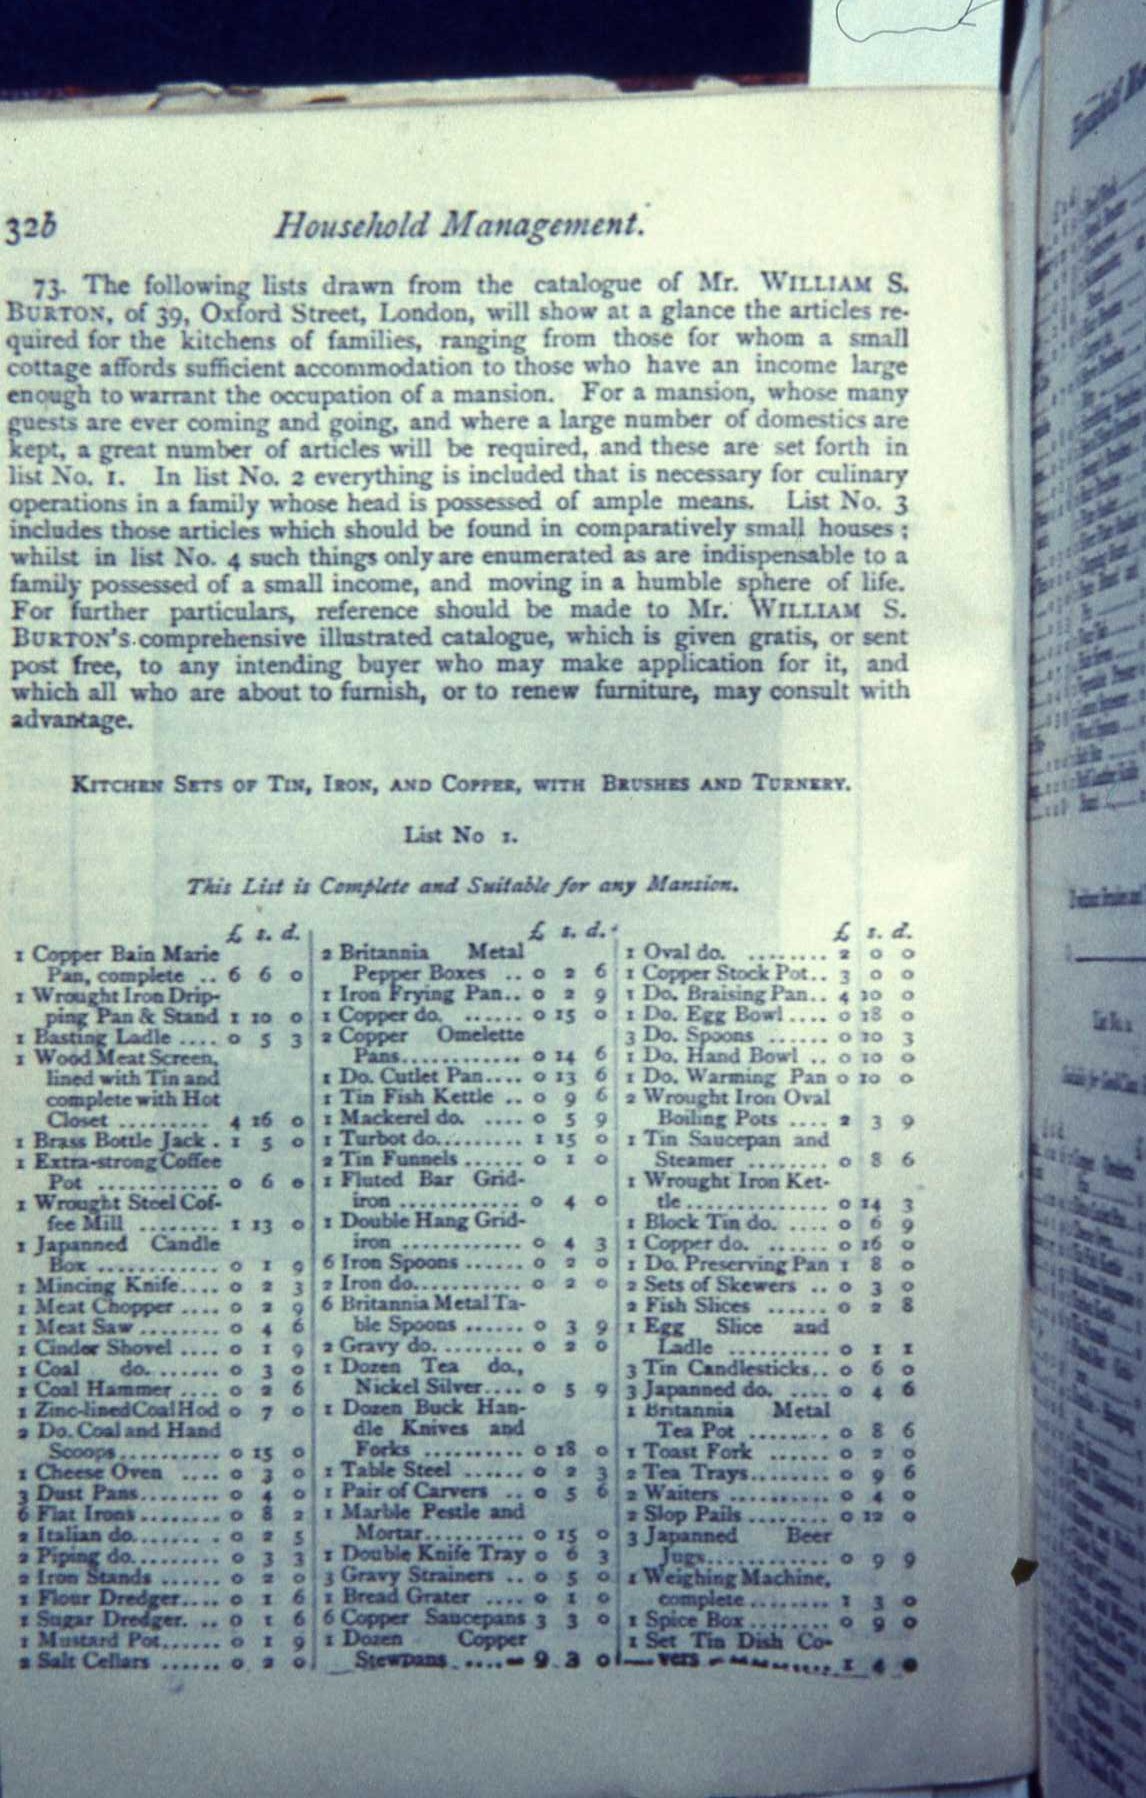 32b Household Management.
73. The following lists drawn from the catalogue of Mr. WILLIAM S.
BURTON, of 39, Oxford Street, London, will show at a glance the articles re-
quired for the kitchens of families, ranging from those for whom a small
cottage affords sufficient accommodation to those who have an income large
enough to warrant the occupation of a mansion. For a mansion, whose many
guests are ever coming and going, and where a large number of domestics are
kept, a great number of articles will be required, and these are set forth in
list No. 1. In list No. 2 everything is included that is necessary for culinary
operations in a family whose head is possessed of ample means. List No. 3
includes those articles which should be found in comparatively small houses;
whilst in list No. 4 such things only are enumerated as are indispensable to a
family possessed of a small income, and moving in a humble sphere of life.
For further particulars, reference should be made to Mr. WILLIAM S.
BURTON'S comprehensive illustrated catalogue, which is given gratis, or sent
post free, to any intending buyer who may make application for it, and
which all who are about to furnish, or to renew furniture, may consult with
advantage.
KITCHEN SETS OF TIN, IRON, AND COPPER, WITH BRUSHES AND TURNERY.
List No 1.
This List is Complete and Suitable for any Mansion.
£ s. d.
1 Copper Bain Marie
Pan, complete .. 6 6 0
1 Wrought Iron Drip-
ping Pan & Stand 1 10 0
1 Basting Ladle .... 0 5 3
1 Wood Meat Screen,
lined with Tin and
complete with Hot
Closet ......... 4 16 0
1 Brass Bottle Jack . 1 5 0
1 Extra-strong Coffee
Pot ............ 0 6 0
1 Wrought Steel Cof-
fee Mill ........ 1 13 0
1 Japanned Candle
Box ............ 0 1 9
1 Mincing Knife.... 0 2 3
1 Meat Chopper .... 0 2 9
1 Meat Saw ........ 0 4 6
1 Cinder Shovel .... 0 1 9
1 Coal do. ...... 0 3 0
1 Coal Hammer .... 0 2 6
1 Zinc-lined Coal Hod 0 7 0
2 Do. Coal and Hand
Scoops.......... 0 15 0
1 Cheese Oven .... 0 3 0
3 Dust Pans........ 0 4 0
6 Flat Irons........ 0 8 2
2 Italian do........ 0 2 5
2 Piping do......... 0 3 3
2 Iron Stands ...... 0 2 0
1 Flour Dredger.... 0 1 6
1 Sugar Dredger. .. 0 1 6
1 Mustard Pot...... 0 1 9
2 Salt Cellars ...... 0 2 0
£ s. d.
2 Britannia Metal
Pepper Boxes .. 0 2 6
1 Iron Frying Pan.. 0 2 9
1 Copper do. ...... 0 15 0
2 Copper Omelette
Pans............ 0 14 6
1 Do. Cutlet Pan.... 0 13 6
1 Tin Fish Kettle .. 0 9 6
1 Mackerel do. .... 0 5 9
1 Turbot do......... 1 15 0
2 Tin Funnels ...... 0 1 0
1 Fluted Bar Grid-
iron ............ 0 4 0
1 Double Hang Grid-
iron ............ 0 4 3
6 Iron Spoons ...... 0 2 0
2 Iron do........... 0 2 0
6 Britannia Metal Ta-
ble Spoons ...... 0 3 9
2 Gravy do. ........ 0 2 0
1 Dozen Tea do.,
Nickel Silver.... 0 5 9
1 Dozen Buck Han-
dle Knives and
Forks .......... 0 18 0
1 Table Steel ...... 0 2 3
1 Pair of Carvers .. 0 5 6
1 Marble Pestle and
Mortar.......... 0 15 0
1 Double Knife Tray 0 6 3
3 Gravy Strainers .. 0 5 0
1 Bread Grater .... 0 1 0
6 Copper Saucepans 3 3 0
1 Dozen Copper
Stewpans ...... 9 3 0
£ s. d.
1 Oval do. ........ 2 0 0
1 Copper Stock Pot.. 3 0 0
1 Do. Braising Pan.. 4 10 0
1 Do. Egg Bowl .... 0 18 0
3 Do. Spoons ...... 0 10 3
1 Do. Hand Bowl .. 0 10 0
1 Do. Warming Pan 0 10 0
2 Wrought Iron Oval
Boiling Pots .... 2 3 9
1 Tin Saucepan and
Steamer ........ 0 8 6
1 Wrought Iron Ket-
tle.............. 0 14 3
1 Block Tin do. .... 0 6 9
1 Copper do. ...... 0 16 0
1 Do. Preserving Pan 1 8 0
2 Sets of Skewers .. 0 3 0
2 Fish Slices ...... 0 2 8
1 Egg Slice and
Ladle .......... 0 1 1
3 Tin Candlesticks.. 0 6 0
3 Japanned do. .... 0 4 6
1 Britannia Metal
Tea Pot ........ 0 8 6
1 Toast Fork ...... 0 2 0
2 Tea Trays........ 0 9 6
2 Waiters .......... 0 4 0
2 Slop Pails ........ 0 12 0
3 Japanned Beer
Jugs............. 0 9 9
1 Weighing Machine,
complete ........ 1 3 0
1 Spice Box ........ 0 9 0
1 Set Tin Dish Co-
vers ............ 1 4 0